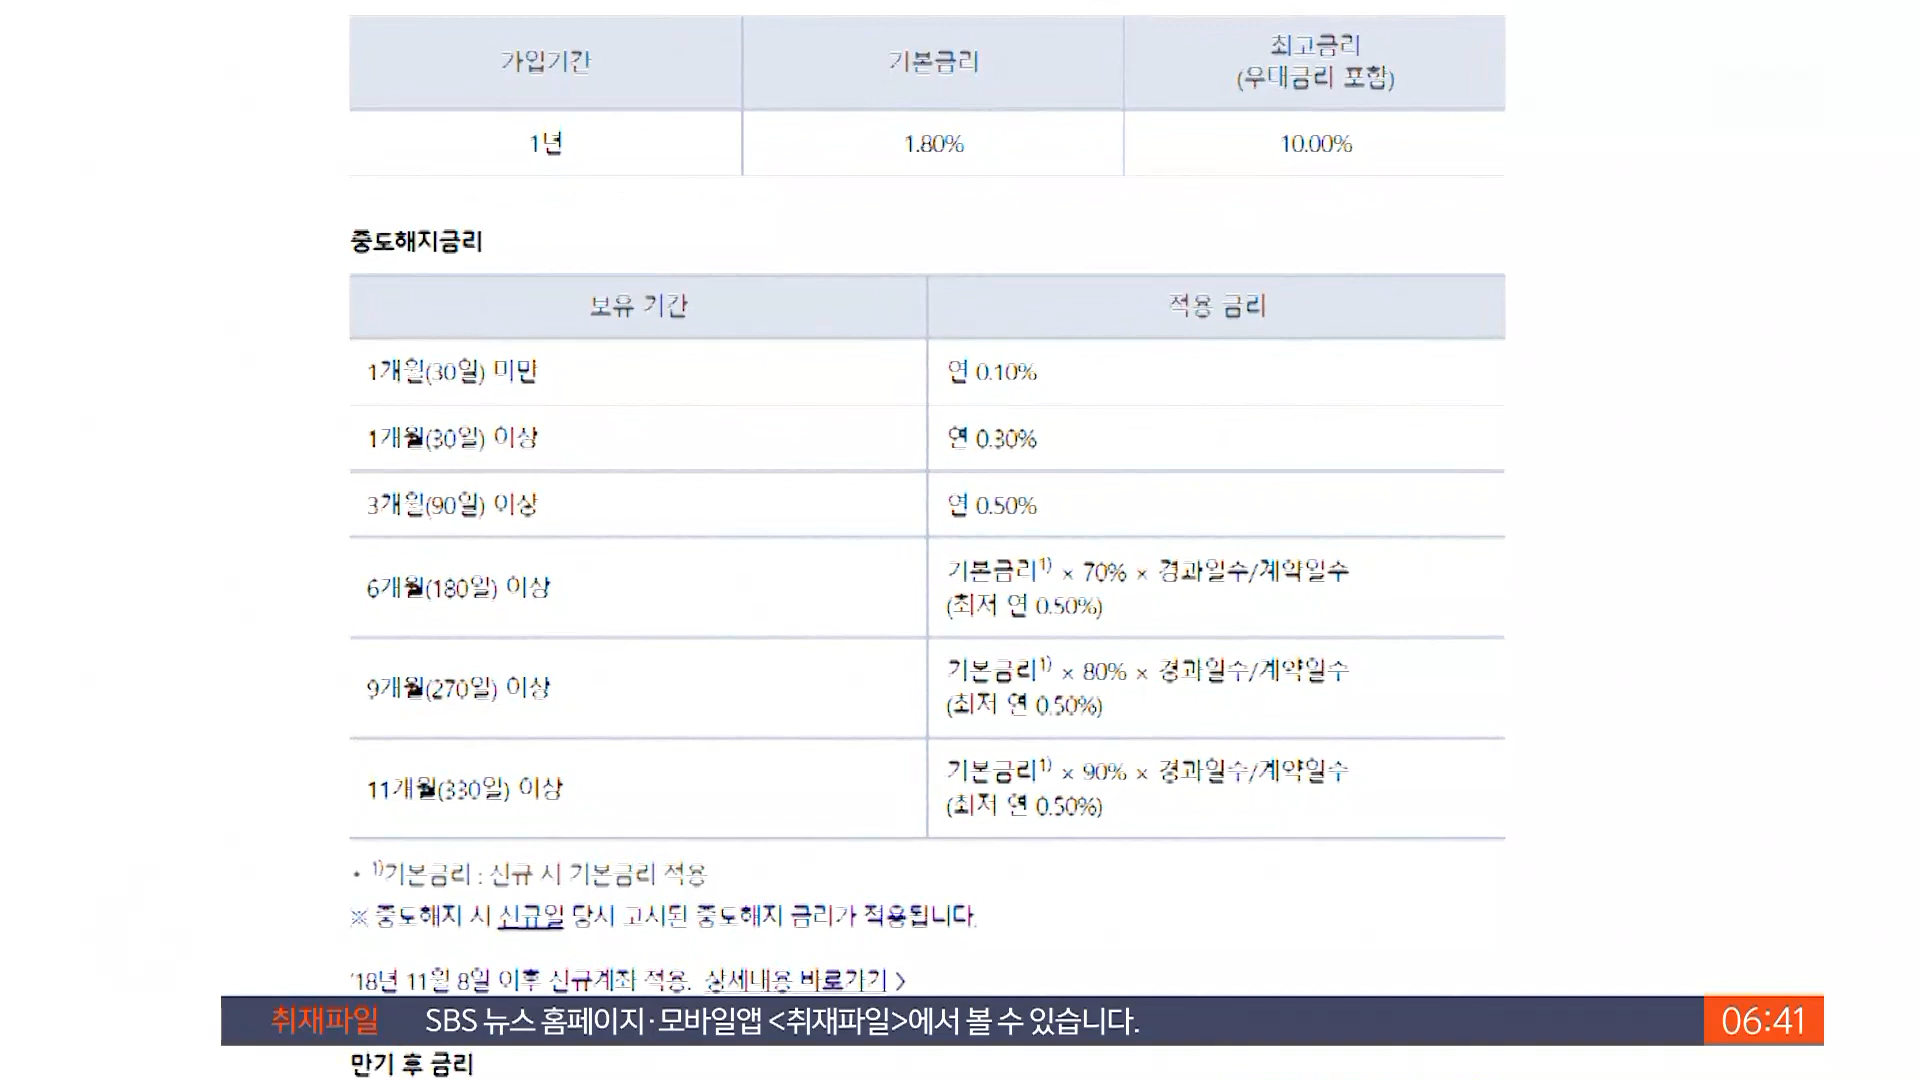 가입기간 기본금리 최고금리
(우대금리 포함)
1년 1.80% 10.00%
중도해지금리
보유 기간 적용 금리
1개월(30일) 미만 연 0.10%
1개월(30일) 이상 연 0.30%
3개월(90일) 이상 연 0.50%
6개월(180일) 이상 기본금리1) × 70% × 경과일수/계약일수
(최저 연 0.50%)
9개월(270일) 이상 기본금리1) × 80% × 경과일수/계약일수
(최저 연 0.50%)
11개월(330일) 이상 기본금리1) × 90% × 경과일수/계약일수
(최저 연 0.50%)
• 1)기본금리 : 신규 시 기본금리 적용
※ 중도해지 시 신규일 당시 고시된 중도해지 금리가 적용됩니다.
'18년 11월 8일 이후 신규계좌 적용. 상세내용 바로가기 >
취재파일 SBS 뉴스 홈페이지·모바일앱 <취재파일>에서 볼 수 있습니다. 06:41
만기 후 금리